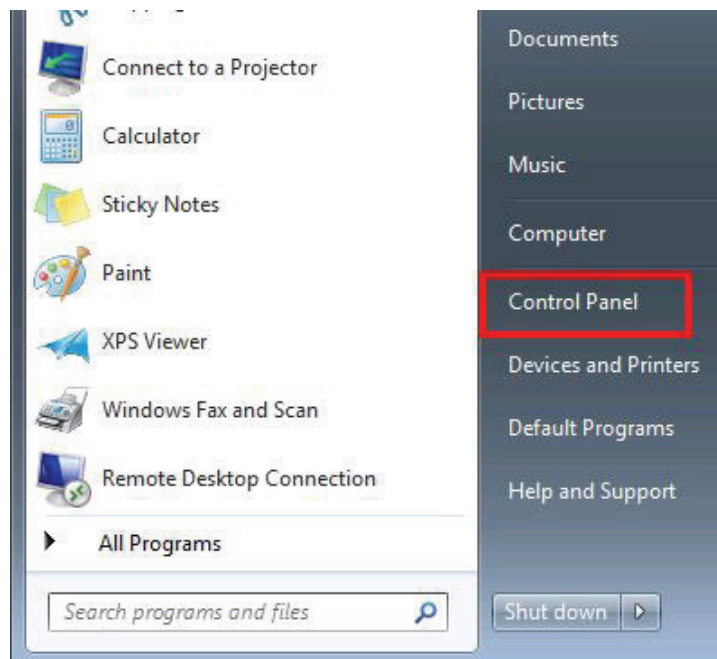 Connect to a Projector
Calculator
Sticky Notes
Paint
XPS Viewer
Windows Fax and Scan
Remote Desktop Connection
All Programs
Search programs and files
Documents
Pictures
Music
Computer
Control Panel
Devices and Printers
Default Programs
Help and Support
Shut down